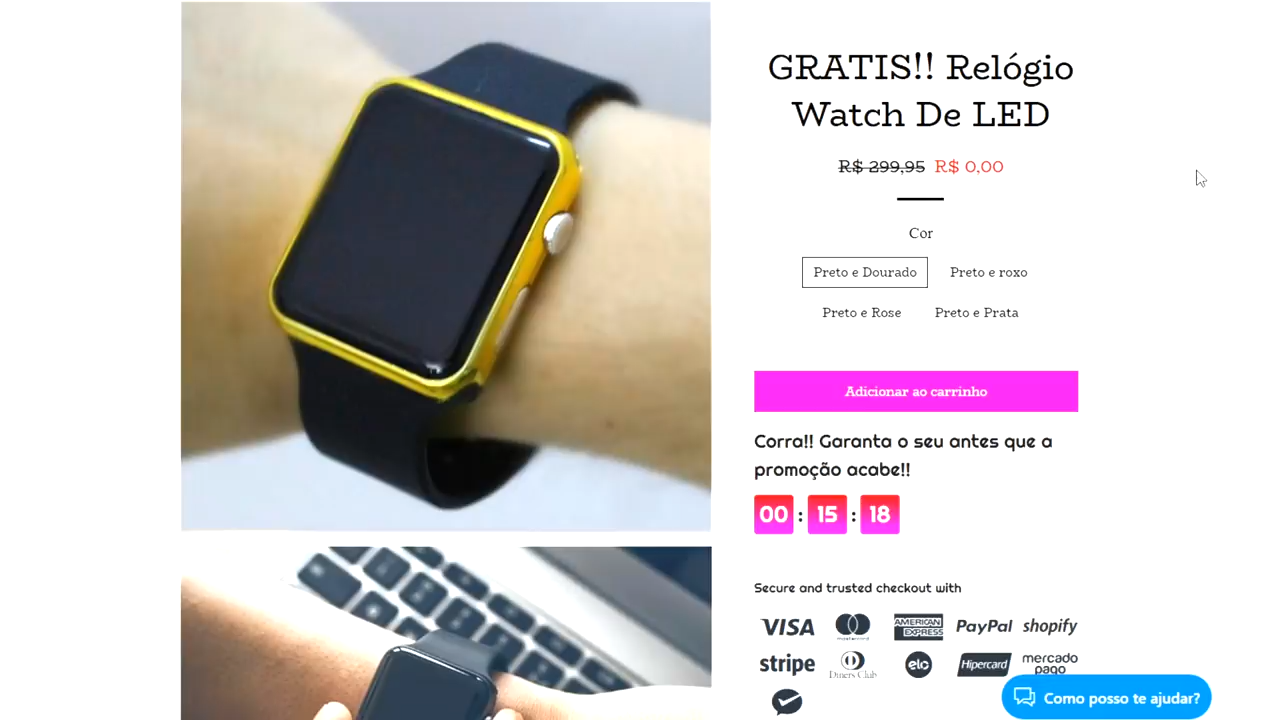 GRATIS!! Relógio
Watch De LED
R$ 299,95 R$ 0,00
Cor
Preto e Dourado
Preto e roxo
Preto e Rose
Preto e Prata
Adicionar ao carrinho
Corra!! Garanta o seu antes que a
promoção acabe!!
00 : 15 : 18
Secure and trusted checkout with
VISA mastercard AMERICAN EXPRESS PayPal shopify
stripe Diners Club elo Hipercard mercado pago
Como posso te ajudar?